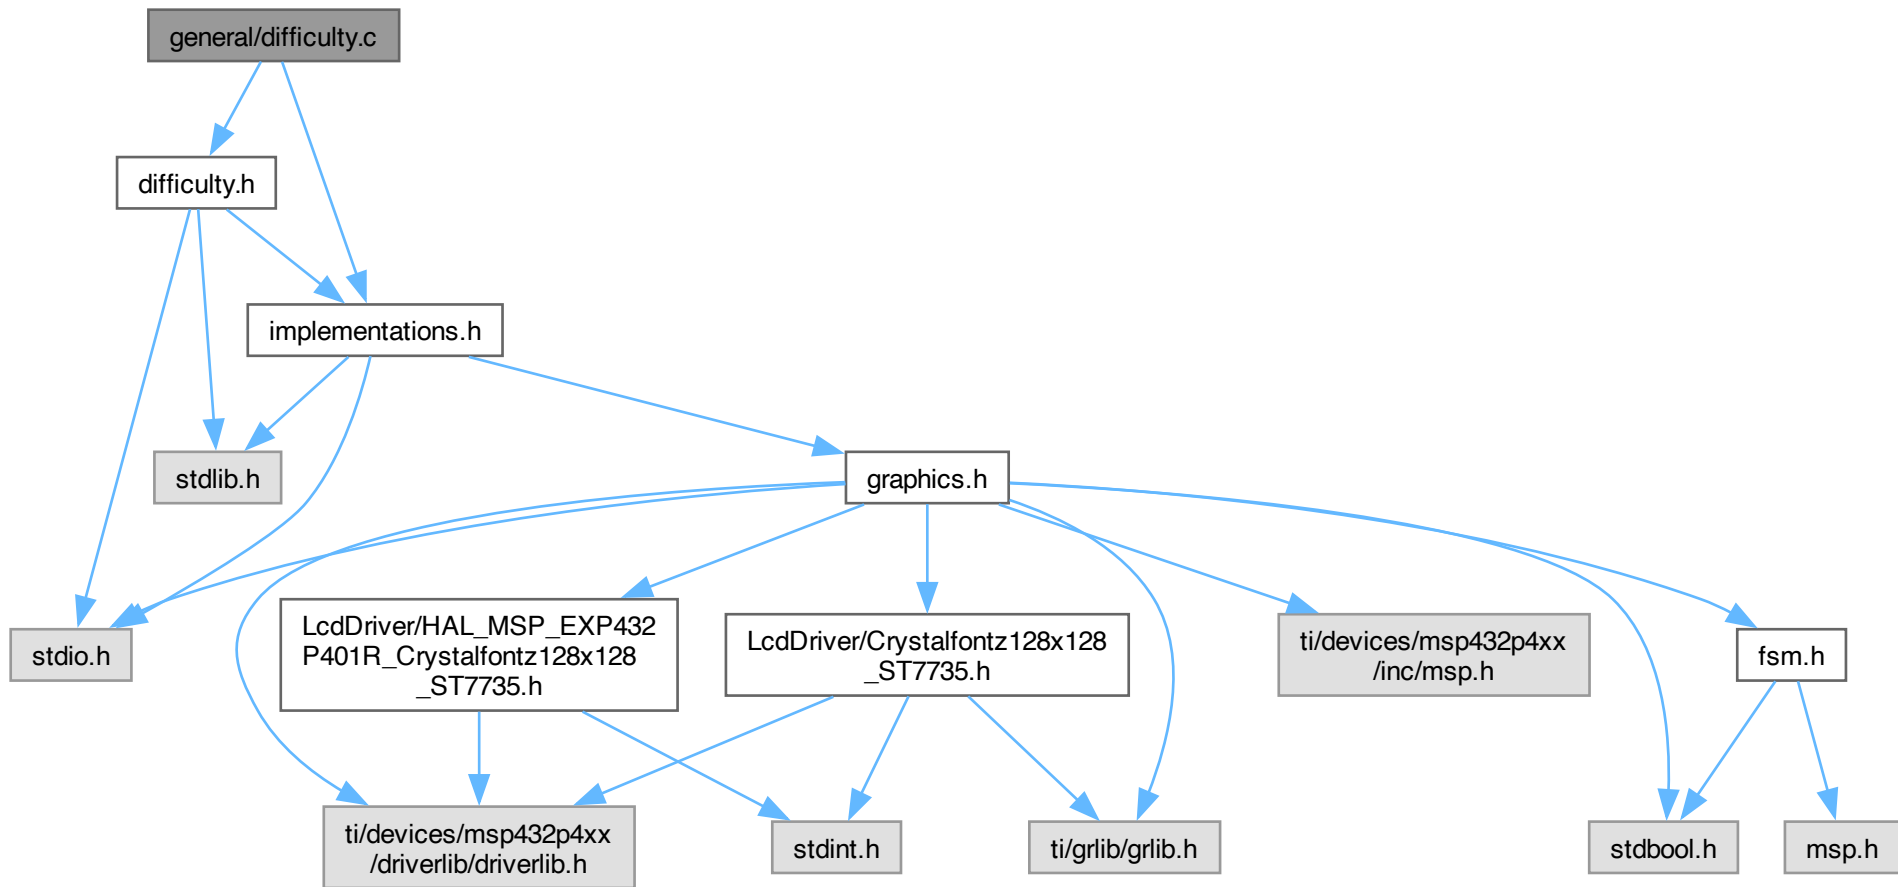 general/difficulty.c
difficulty.h
implementations.h
stdlib.h
graphics.h
stdio.h
LcdDriver/HAL_MSP_EXP432
P401R_Crystalfontz128x128
_ST7735.h
LcdDriver/Crystalfontz128x128
_ST7735.h
ti/devices/msp432p4xx
/inc/msp.h
fsm.h
ti/devices/msp432p4xx
/driverlib/driverlib.h
stdint.h
ti/grlib/grlib.h
stdbool.h
msp.h